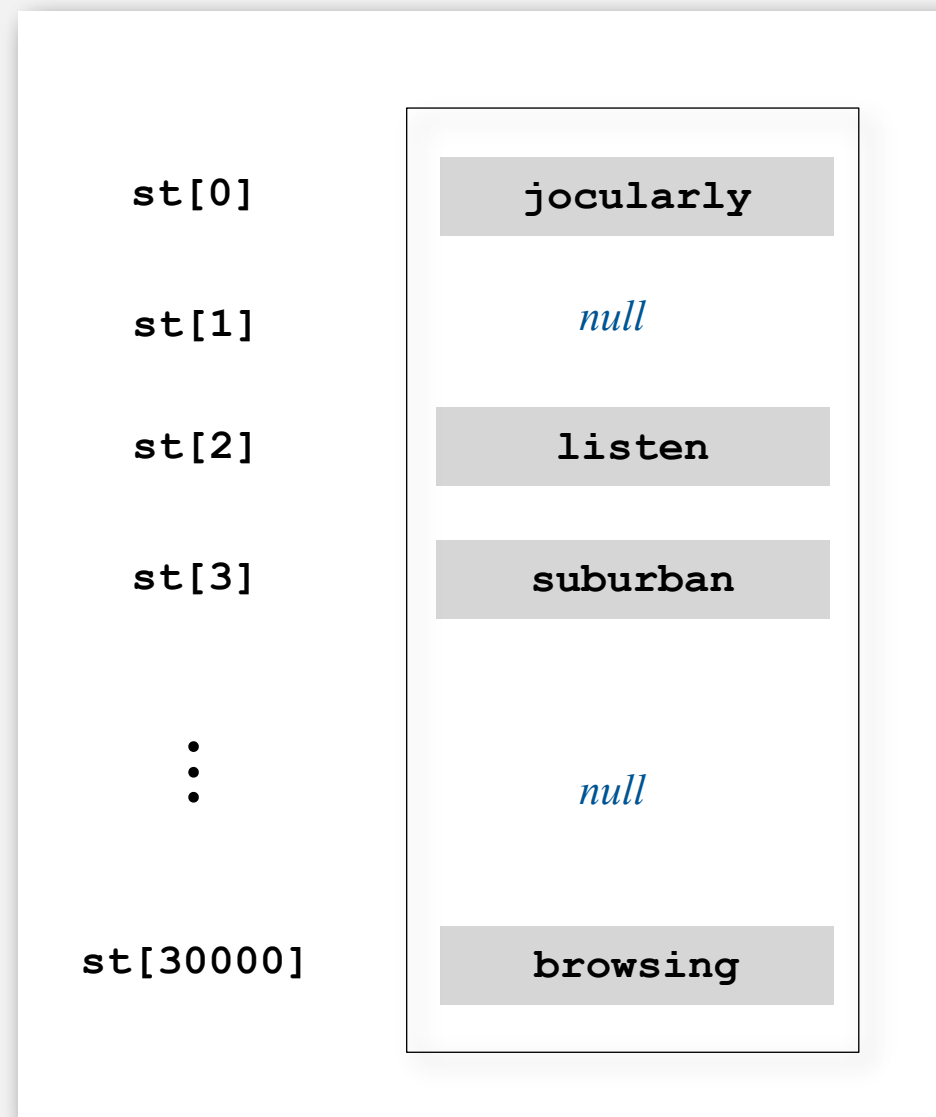 st[0] jocularly
st[1] null
st[2] listen
st[3] suburban
⋮ null
st[30000] browsing